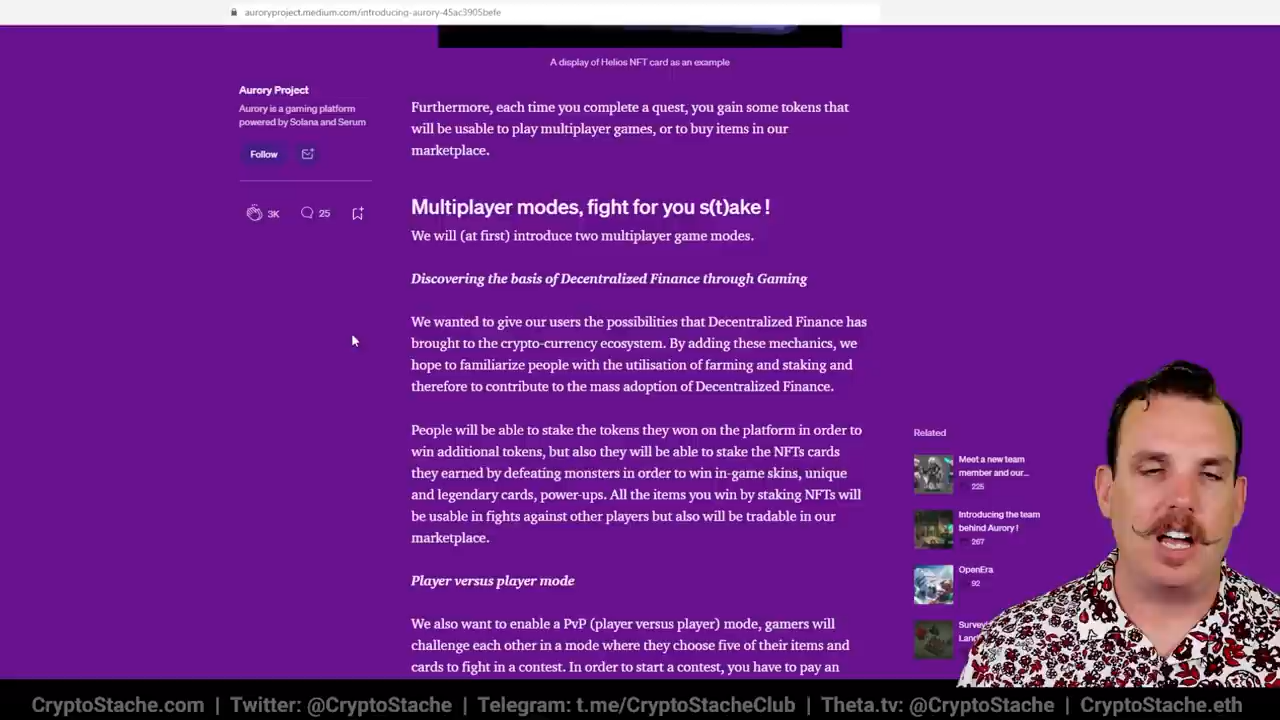 auroryproject.medium.com/introducing-aurory-45ac3905befe
A display of Helios NFT card as an example
Aurory Project
Aurory is a gaming platform
powered by Solana and Serum
Follow
3K
25
Furthermore, each time you complete a quest, you gain some tokens that
will be usable to play multiplayer games, or to buy items in our
marketplace.
Multiplayer modes, fight for you s(t)ake !
We will (at first) introduce two multiplayer game modes.
Discovering the basis of Decentralized Finance through Gaming
We wanted to give our users the possibilities that Decentralized Finance has
brought to the crypto-currency ecosystem. By adding these mechanics, we
hope to familiarize people with the utilisation of farming and staking and
therefore to contribute to the mass adoption of Decentralized Finance.
People will be able to stake the tokens they won on the platform in order to
win additional tokens, but also they will be able to stake the NFTs cards
they earned by defeating monsters in order to win in-game skins, unique
and legendary cards, power-ups. All the items you win by staking NFTs will
be usable in fights against other players but also will be tradable in our
marketplace.
Player versus player mode
We also want to enable a PvP (player versus player) mode, gamers will
challenge each other in a mode where they choose five of their items and
cards to fight in a contest. In order to start a contest, you have to pay an
Related
Meet a new team
member and our...
225
Introducing the team
behind Aurory !
267
OpenEra
92
CryptoStache.com | Twitter: @CryptoStache | Telegram: t.me/CryptoStacheClub | Theta.tv: @CryptoStache | CryptoStache.eth